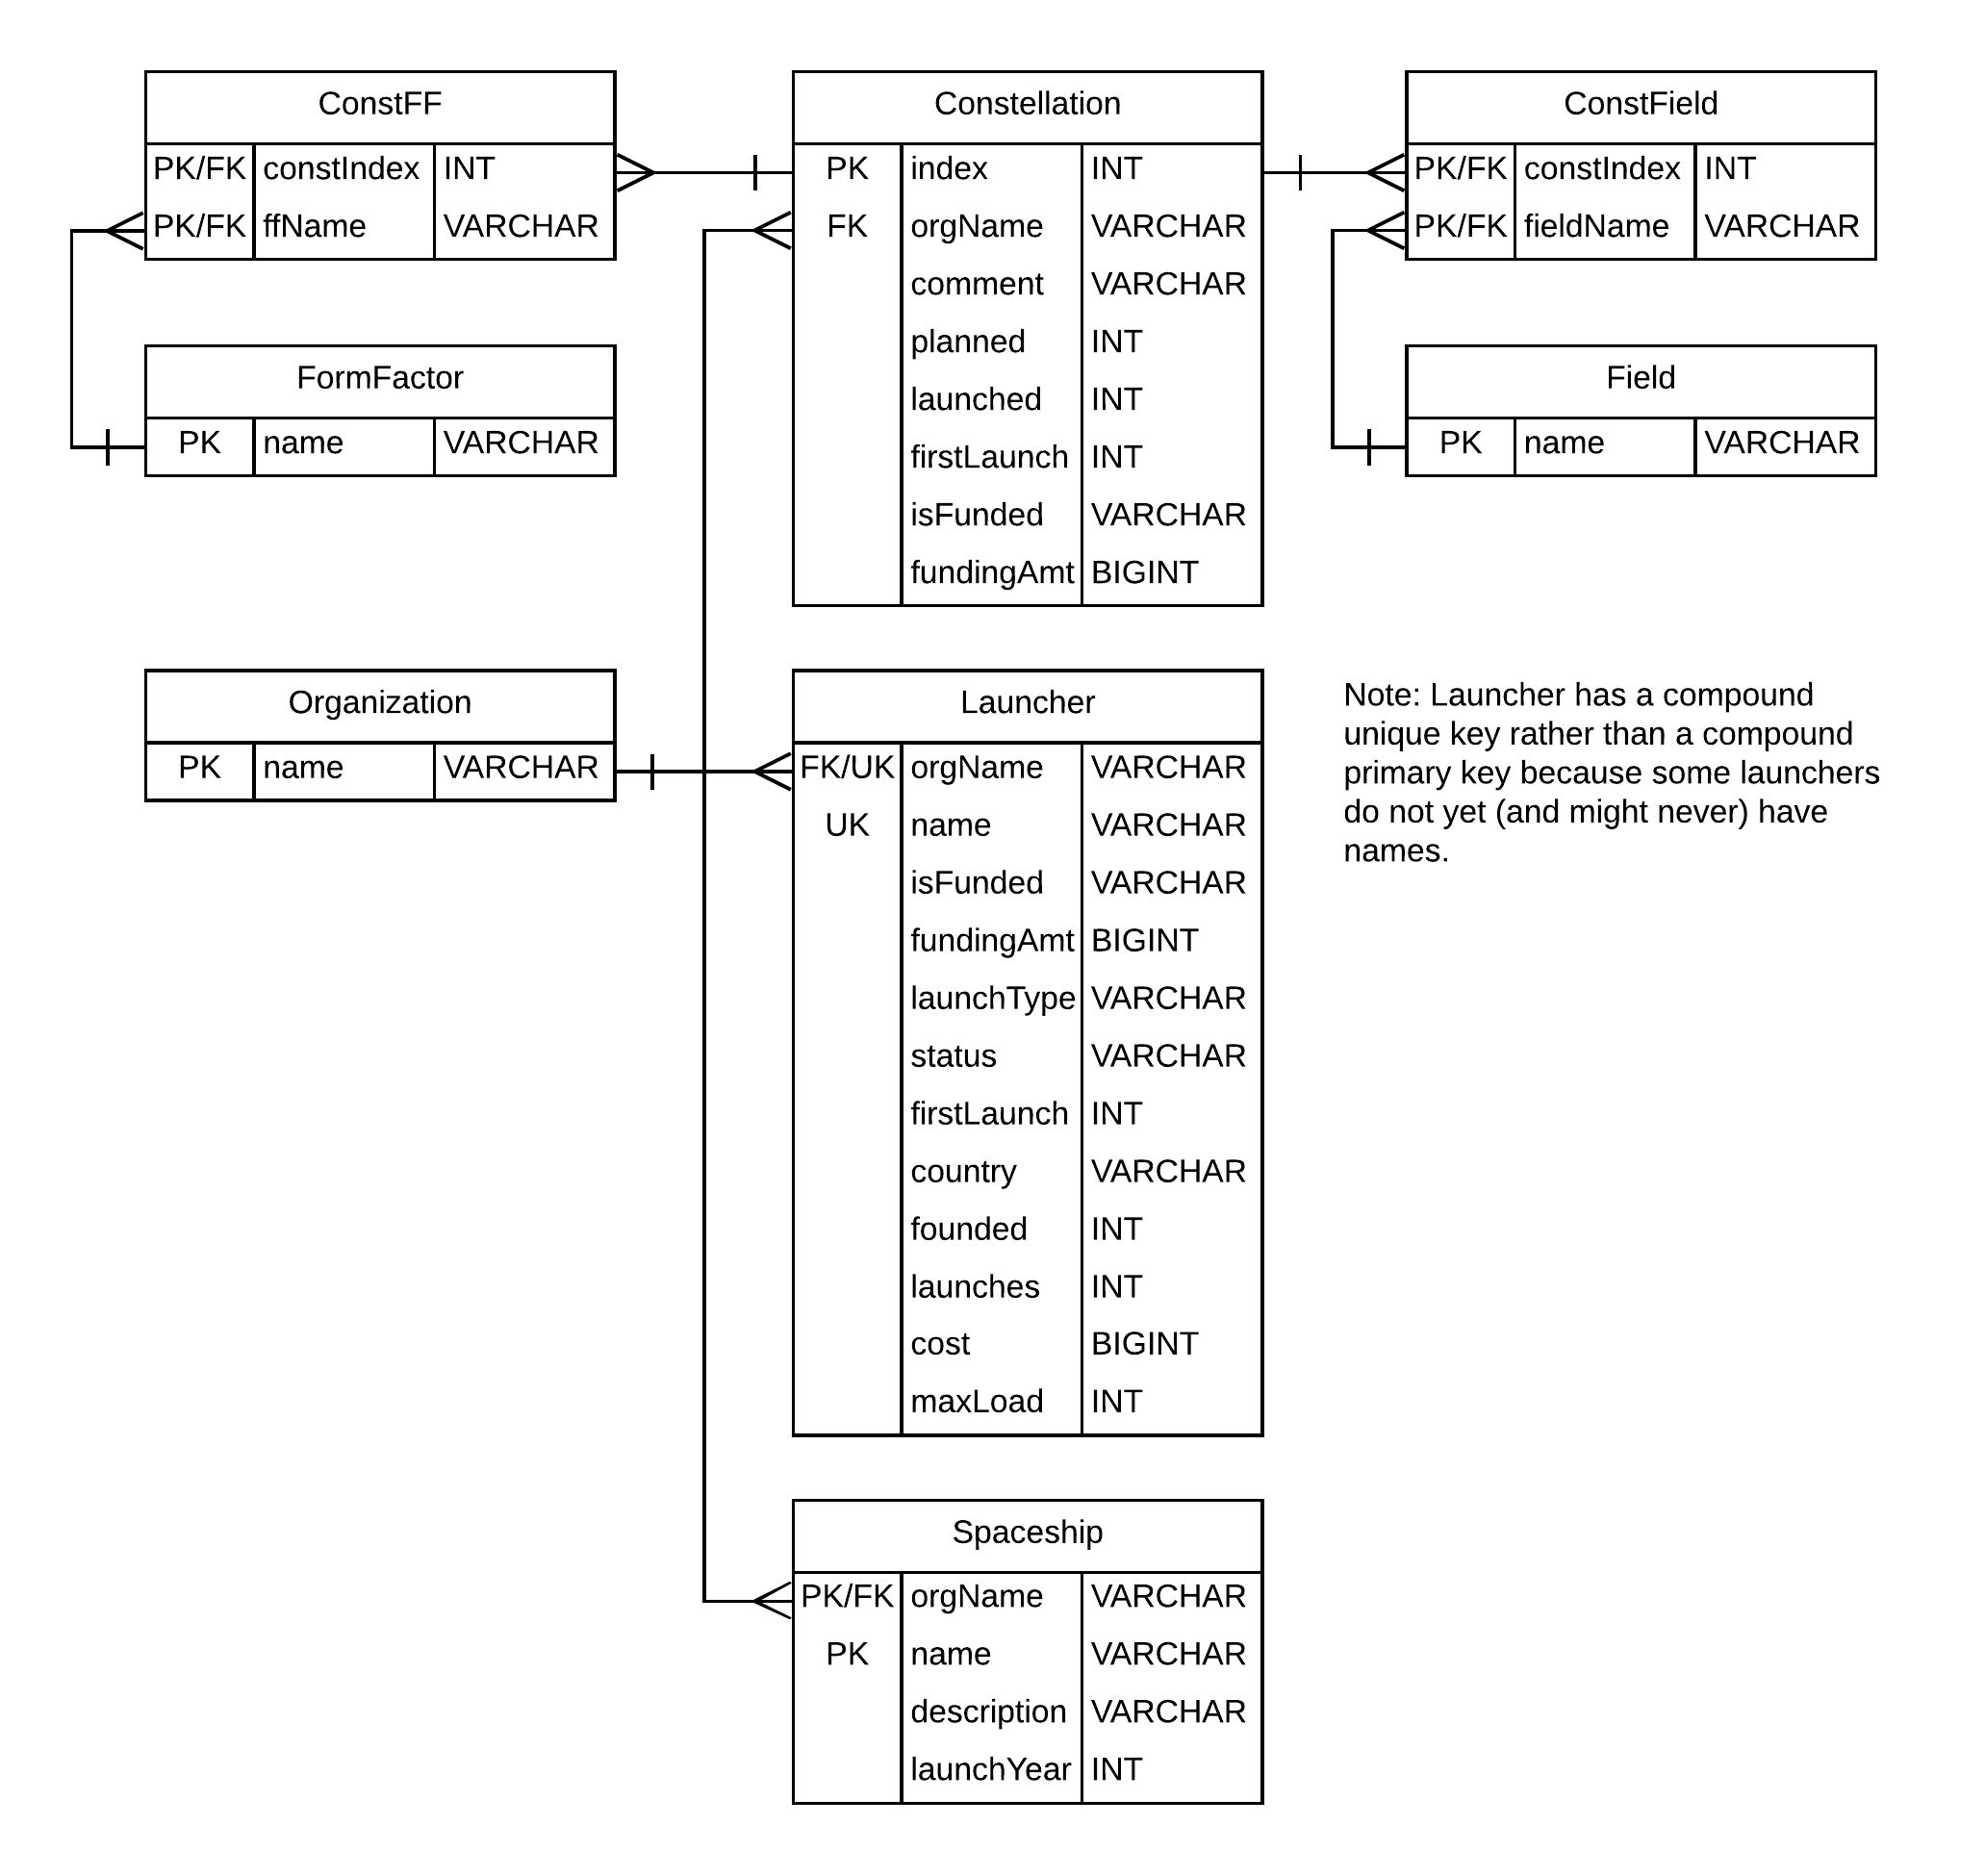 ConstFF
PK/FK constIndex INT
PK/FK ffName VARCHAR
FormFactor
PK name VARCHAR
Constellation
PK index INT
FK orgName VARCHAR
comment VARCHAR
planned INT
launched INT
firstLaunch INT
isFunded VARCHAR
fundingAmt BIGINT
ConstField
PK/FK constIndex INT
PK/FK fieldName VARCHAR
Field
PK name VARCHAR
Organization
PK name VARCHAR
Launcher
FK/UK orgName VARCHAR
UK name VARCHAR
isFunded VARCHAR
fundingAmt BIGINT
launchType VARCHAR
status VARCHAR
firstLaunch INT
country VARCHAR
founded INT
launches INT
cost BIGINT
maxLoad INT
Note: Launcher has a compound
unique key rather than a compound
primary key because some launchers
do not yet (and might never) have
names.
Spaceship
PK/FK orgName VARCHAR
PK name VARCHAR
description VARCHAR
launchYear INT